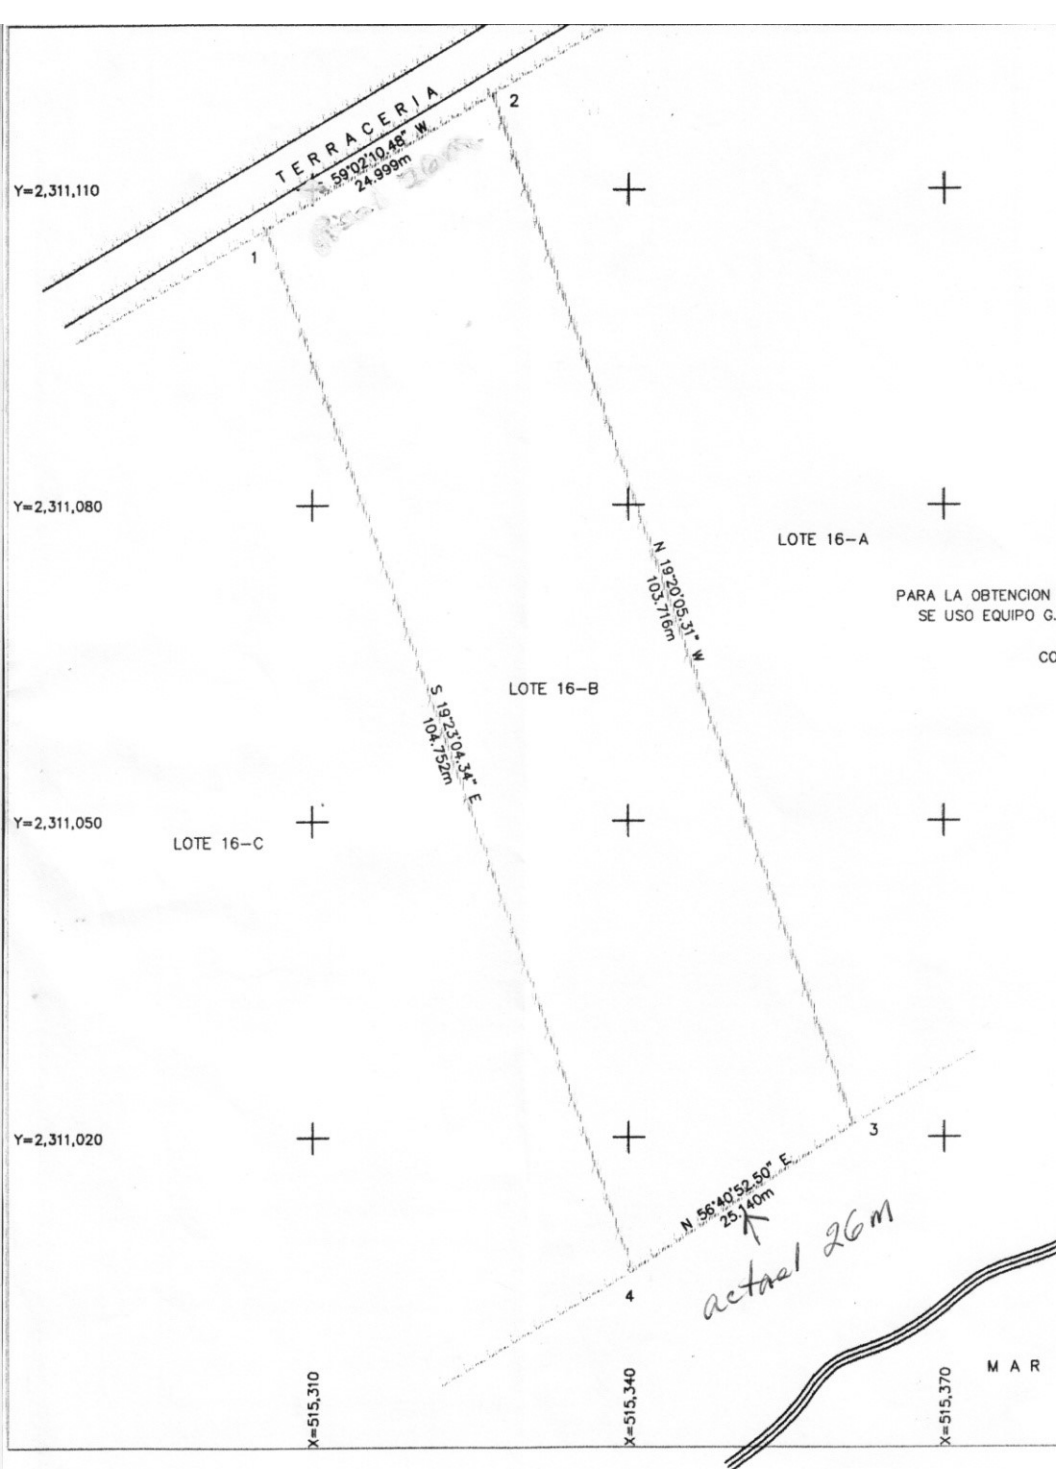 TERRACERIA
2
59°02'10.48" W
24.999m
Y=2,311,110
1
Y=2,311,080
LOTE 16-A
N 19°20'05.31" W
103.716m
PARA LA OBTENCION
SE USO EQUIPO G.
CO
LOTE 16-B
S 19°23'04.34" E
104.752m
Y=2,311,050
LOTE 16-C
Y=2,311,020
3
N 56°40'52.50" E
25.140m
actual 26m
4
MAR
X=515,310
X=515,340
X=515,370